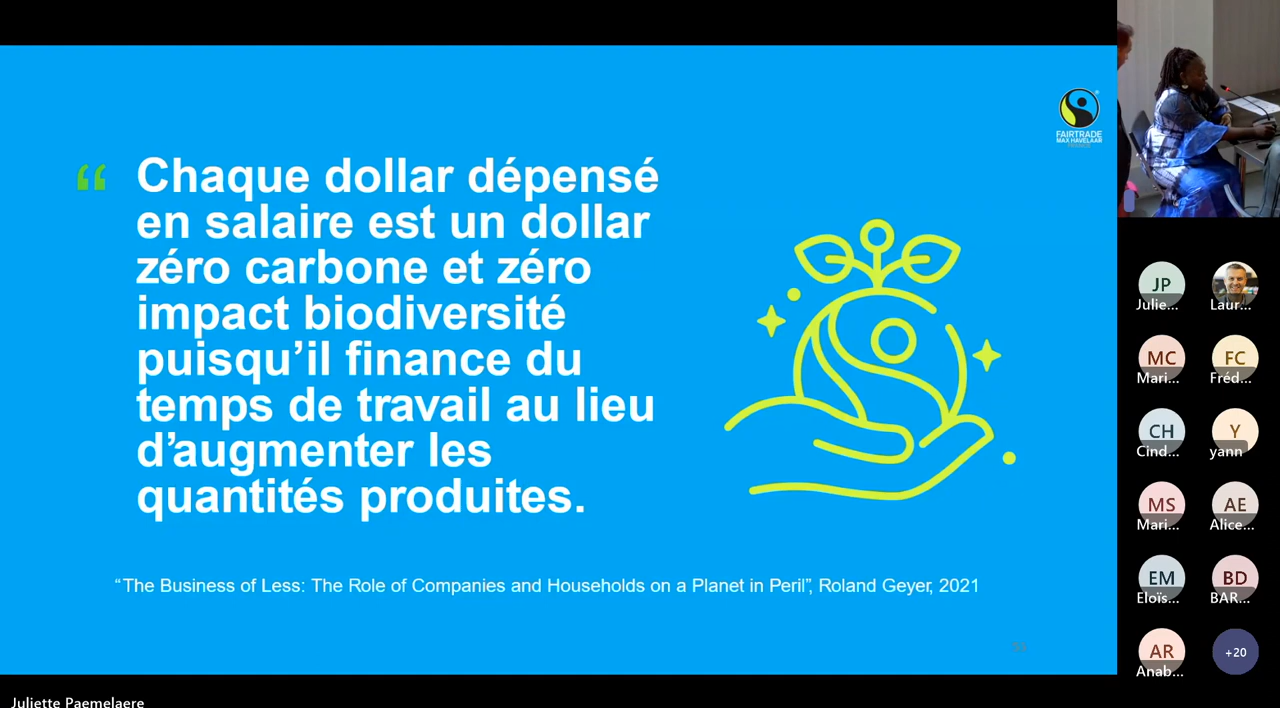 FAIRTRADE
MAX HAVELAAR
FRANCE
“
Chaque dollar dépensé
en salaire est un dollar
zéro carbone et zéro
impact biodiversité
puisqu’il finance du
temps de travail au lieu
d’augmenter les
quantités produites.
“The Business of Less: The Role of Companies and Households on a Planet in Peril”, Roland Geyer, 2021
JP
Julie...
Laur...
MC
Mari...
FC
Fréd...
CH
Cind...
Y
yann
MS
Mari...
AE
Alice...
EM
Eloïs...
BD
BAR...
AR
Anab...
+20
Juliette Paemelaere